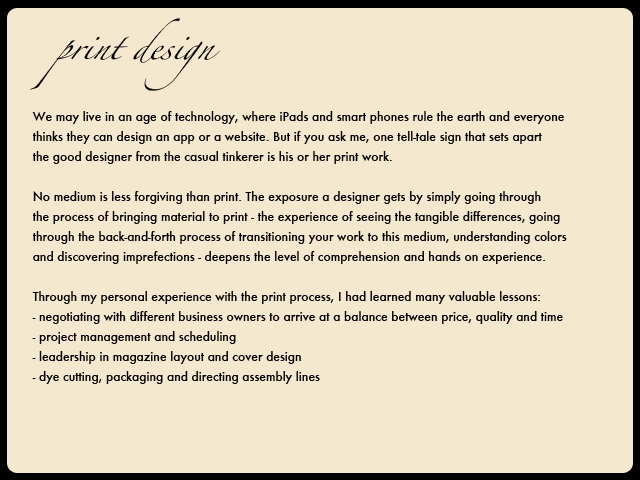 print design
We may live in an age of technology, where iPads and smart phones rule the earth and everyone
thinks they can design an app or a website. But if you ask me, one tell-tale sign that sets apart
the good designer from the casual tinkerer is his or her print work.
No medium is less forgiving than print. The exposure a designer gets by simply going through
the process of bringing material to print - the experience of seeing the tangible differences, going
through the back-and-forth process of transitioning your work to this medium, understanding colors
and discovering imprefections - deepens the level of comprehension and hands on experience.
Through my personal experience with the print process, I had learned many valuable lessons:
- negotiating with different business owners to arrive at a balance between price, quality and time
- project management and scheduling
- leadership in magazine layout and cover design
- dye cutting, packaging and directing assembly lines